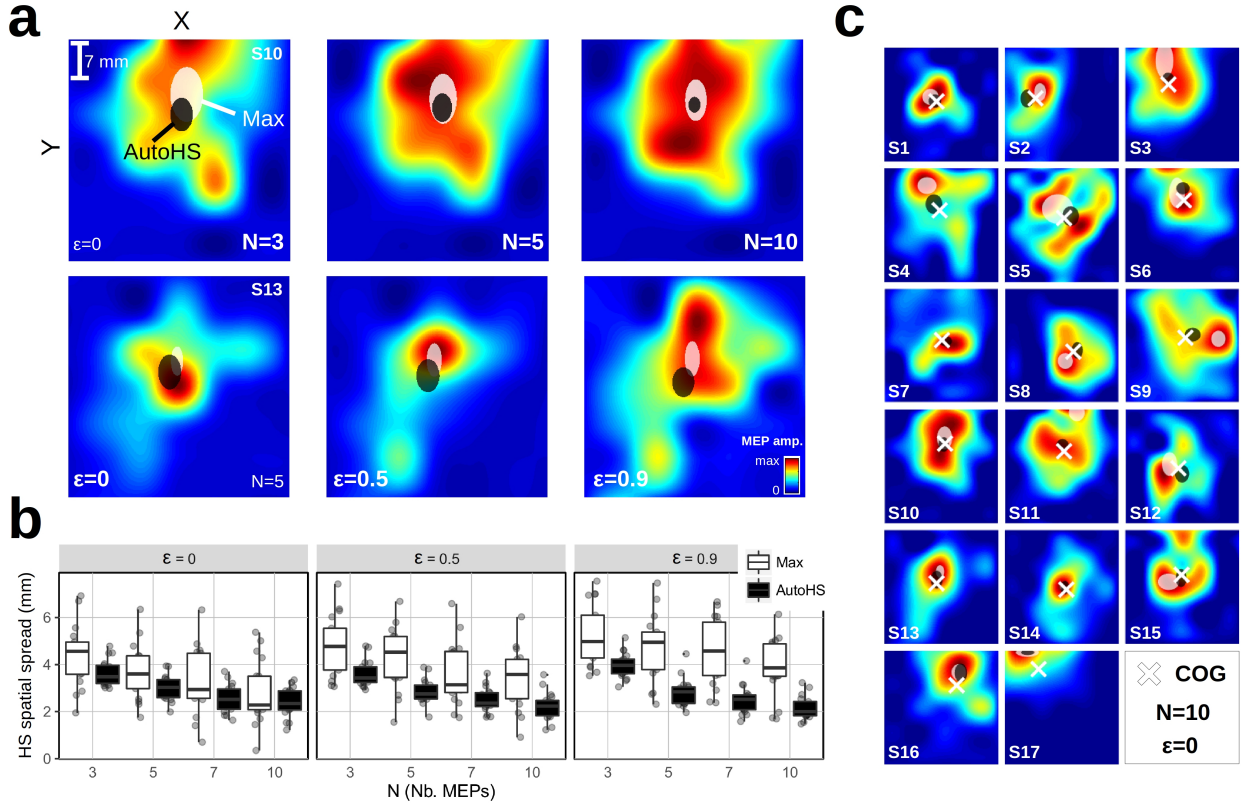 a
X
7 mm
S10
Max
AutoHS
Y
ε=0
N=3
N=5
N=10
S13
ε=0
N=5
ε=0.5
ε=0.9
MEP amp.
max
0
b
ε = 0
ε = 0.5
ε = 0.9
Max
AutoHS
HS spatial spread (mm)
6
4
2
0
3
5
7
10
3
5
7
10
3
5
7
10
N (Nb. MEPs)
c
S1
S2
S3
S4
S5
S6
S7
S8
S9
S10
S11
S12
S13
S14
S15
S16
S17
COG
N=10
ε=0